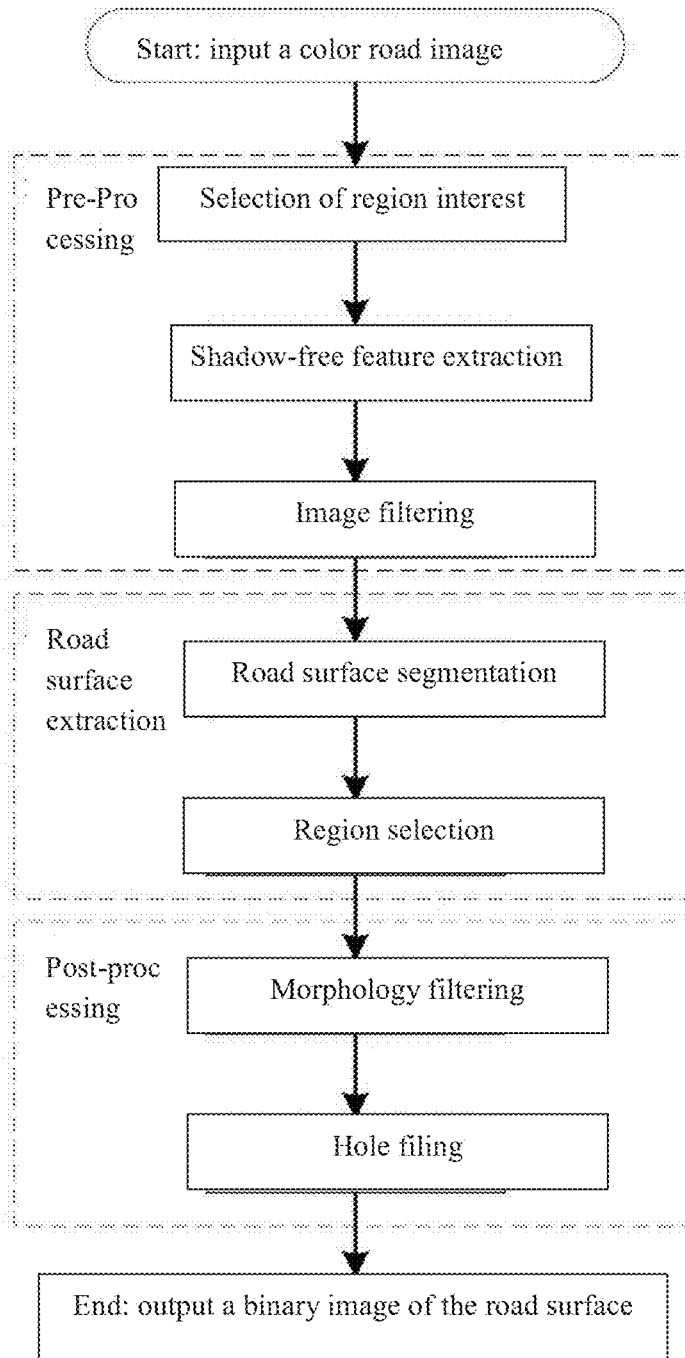 Start: input a color road image
Pre-Pro
cessing
Selection of region interest
Shadow-free feature extraction
Image filtering
Road
surface
extraction
Road surface segmentation
Region selection
Post-proc
essing
Morphology filtering
Hole filing
End: output a binary image of the road surface